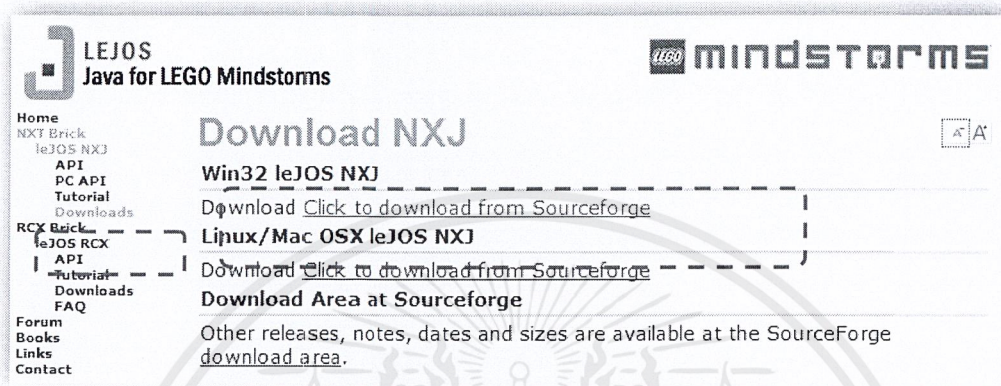 LEJOS
Java for LEGO Mindstorms
LEGO mindstorms
Home
NXT Brick
leJOS NXJ
API
PC API
Tutorial
Downloads
RCX Brick
leJOS RCX
API
Tutorial
Downloads
FAQ
Forum
Books
Links
Contact
Download NXJ
A- A+
Win32 leJOS NXJ
Download Click to download from Sourceforge
Linux/Mac OSX leJOS NXJ
Download Click to download from Sourceforge
Download Area at Sourceforge
Other releases, notes, dates and sizes are available at the SourceForge
download area.